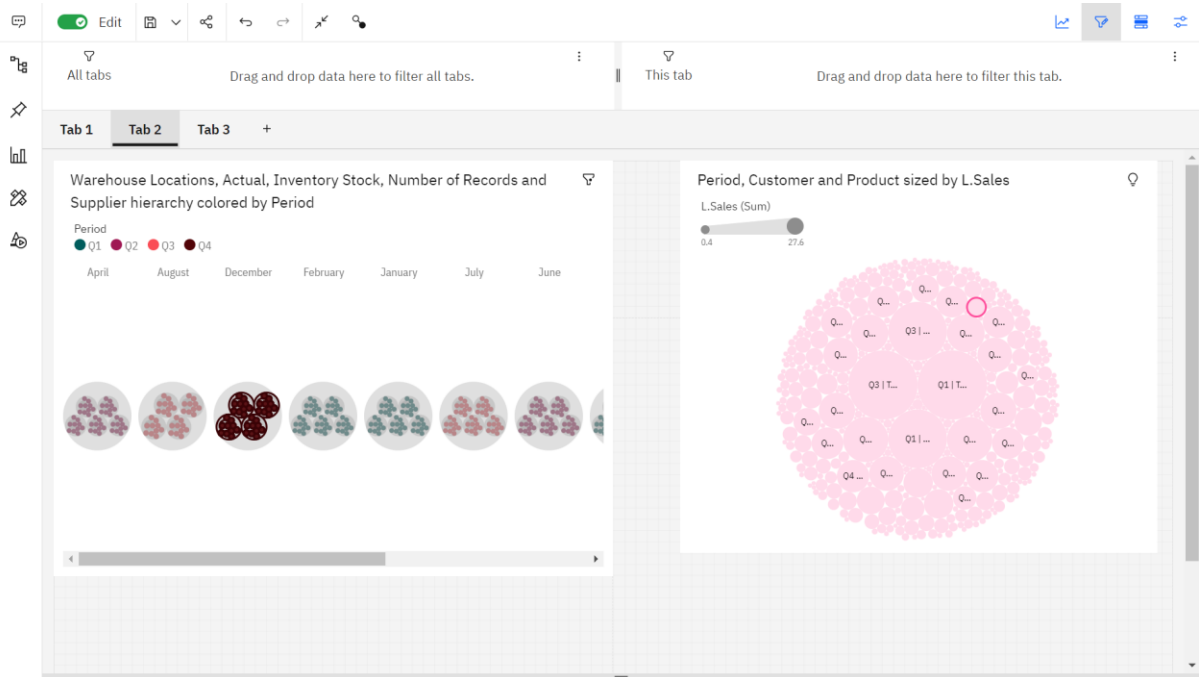 Edit
All tabs
Drag and drop data here to filter all tabs.
This tab
Drag and drop data here to filter this tab.
Tab 1
Tab 2
Tab 3
+
Warehouse Locations, Actual, Inventory Stock, Number of Records and
Supplier hierarchy colored by Period
Period
Q1 Q2 Q3 Q4
April August December February January July June
Period, Customer and Product sized by L.Sales
L.Sales (Sum)
0.4 27.6
Q...
Q... Q...
Q... Q...
Q3 | ...
Q... Q...
Q... Q...
Q...
Q3 | T... Q1 | T...
Q... Q...
Q...
Q... Q1 | ... Q...
Q... Q...
Q4 ... Q... Q... Q...
Q...